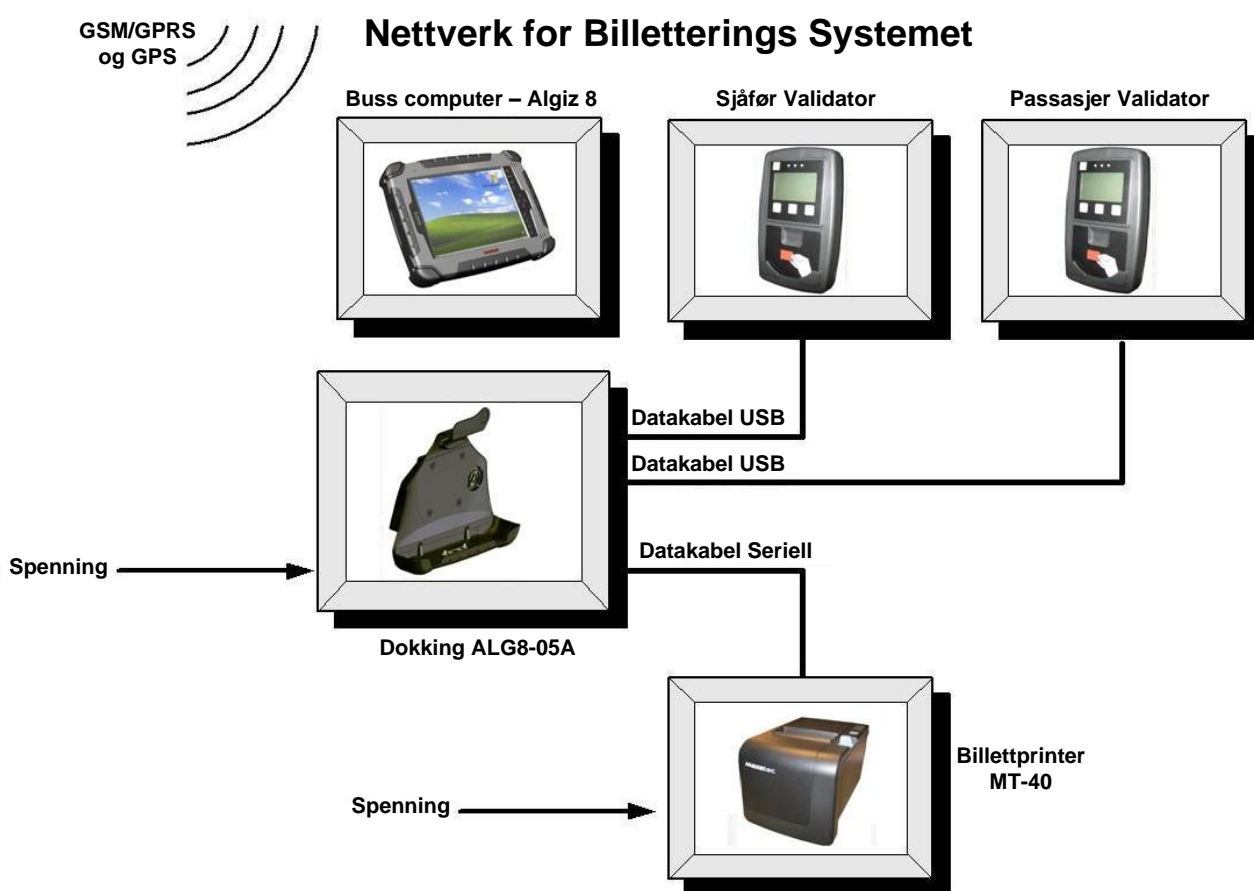 GSM/GPRS
og GPS
Nettverk for Billetterings Systemet
Buss computer – Algiz 8
Sjåfør Validator
Passasjer Validator
Datakabel USB
Datakabel USB
Datakabel Seriell
Spenning
Dokking ALG8-05A
Billettprinter
MT-40
Spenning